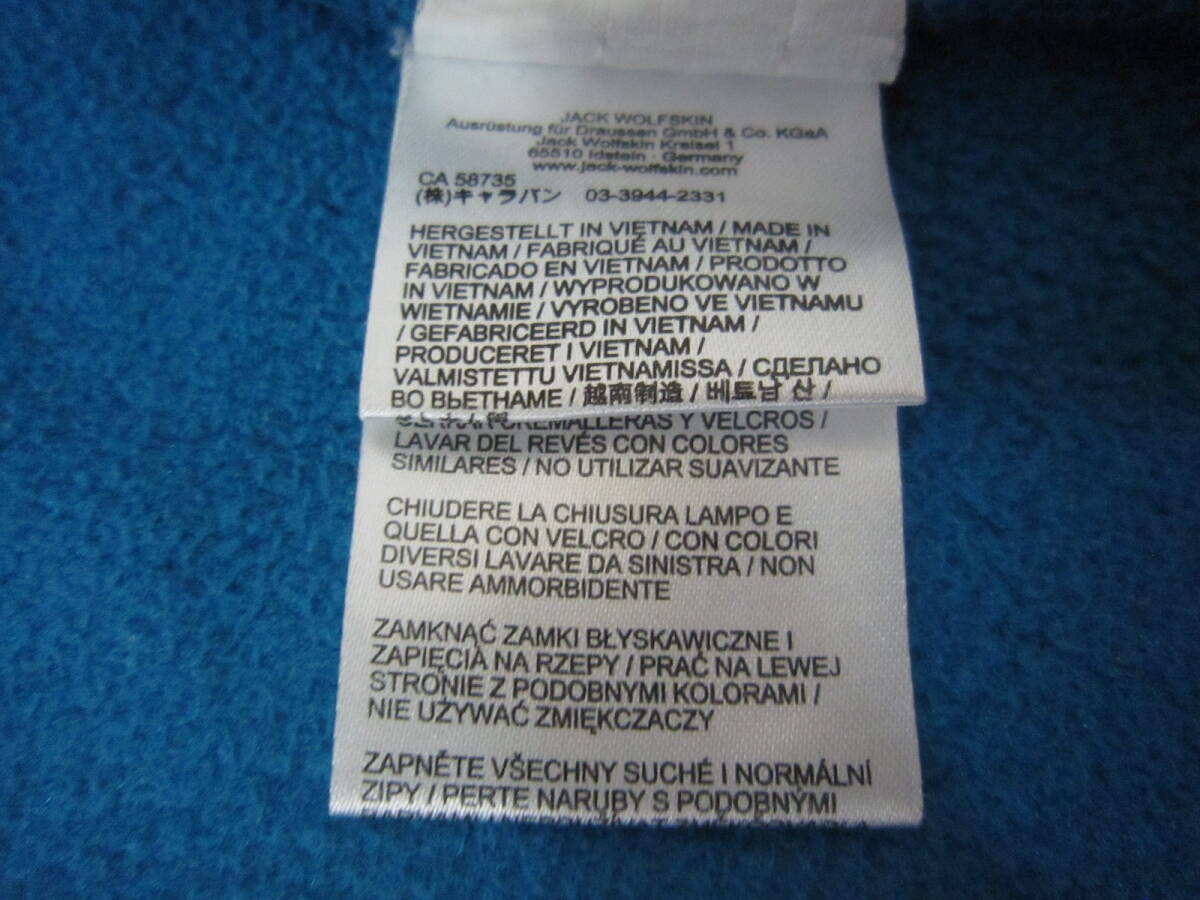 JACK WOLFSKIN
Ausrüstung für Draussen GmbH & Co. KGaA
Jack Wolfskin Kreisel 1
65510 Idstein · Germany
www.jack-wolfskin.com
CA 58735
(株)キャラバン 03-3944-2331
HERGESTELLT IN VIETNAM / MADE IN
VIETNAM / FABRIQUÉ AU VIETNAM /
FABRICADO EN VIETNAM / PRODOTTO
IN VIETNAM / WYPRODUKOWANO W
WIETNAMIE / VYROBENO VE VIETNAMU
/ GEFABRICEERD IN VIETNAM /
PRODUCERET I VIETNAM /
VALMISTETTU VIETNAMISSA / СДЕЛАНО
ВО ВЬЕТНАМЕ / 越南制造 / 베트남 산 /
CREMALLERAS Y VELCROS /
LAVAR DEL REVÉS CON COLORES
SIMILARES / NO UTILIZAR SUAVIZANTE
CHIUDERE LA CHIUSURA LAMPO E
QUELLA CON VELCRO / CON COLORI
DIVERSI LAVARE DA SINISTRA / NON
USARE AMMORBIDENTE
ZAMKNĄĆ ZAMKI BŁYSKAWICZNE I
ZAPIĘCIA NA RZEPY / PRAĆ NA LEWEJ
STRONIE Z PODOBNYMI KOLORAMI /
NIE UŻYWAĆ ZMIĘKCZACZY
ZAPNĚTE VŠECHNY SUCHÉ I NORMÁLNÍ
ZIPY / PERTE NARUBY S PODOBNÝMI